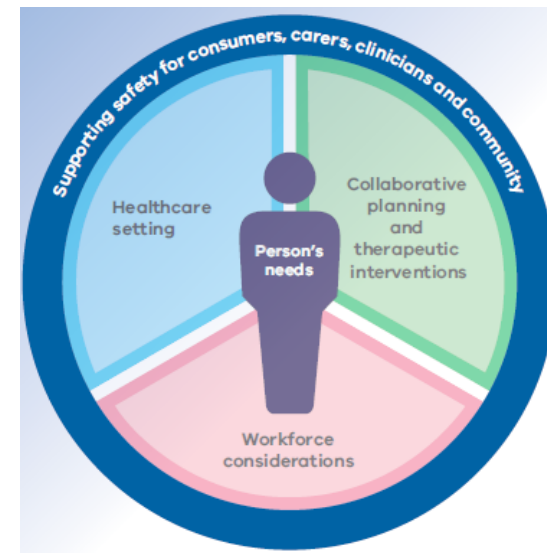 Supporting safety for consumers, carers, clinicians and community
Healthcare
setting
Collaborative
planning
and
therapeutic
interventions
Person's
needs
Workforce
considerations